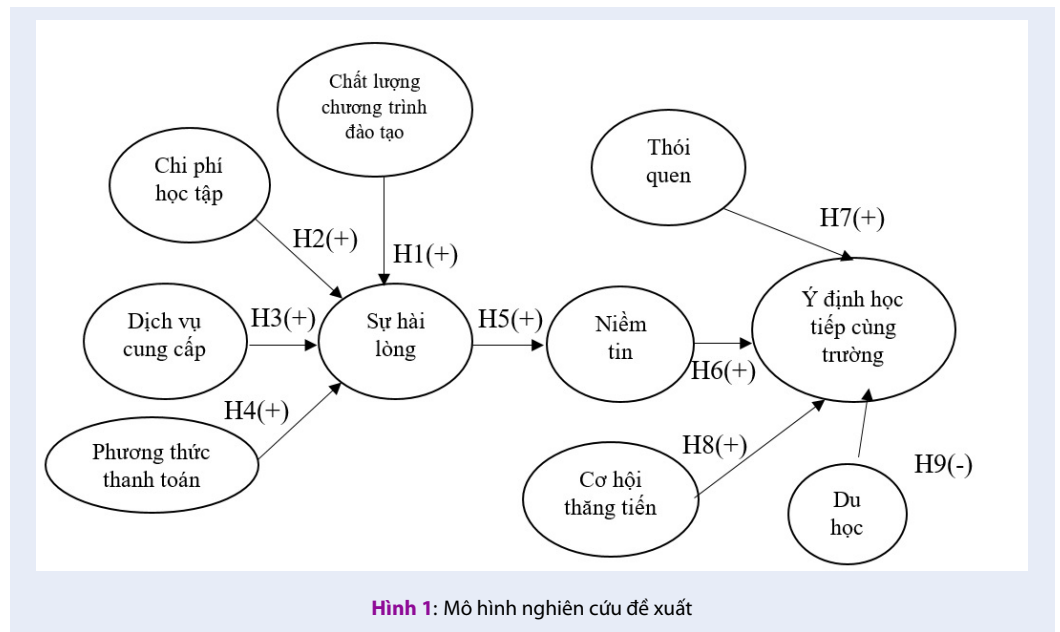 Chất lượng
chương trình
đào tạo
Chi phí
học tập
Thói
quen
H2(+)
H1(+)
H7(+)
Dịch vụ
cung cấp
H3(+)
Sự hài
lòng
H5(+)
Niềm
tin
H6(+)
Ý định học
tiếp cùng
trường
H4(+)
Phương thức
thanh toán
H8(+)
Cơ hội
thăng tiến
H9(-)
Du
học
Hình 1: Mô hình nghiên cứu đề xuất